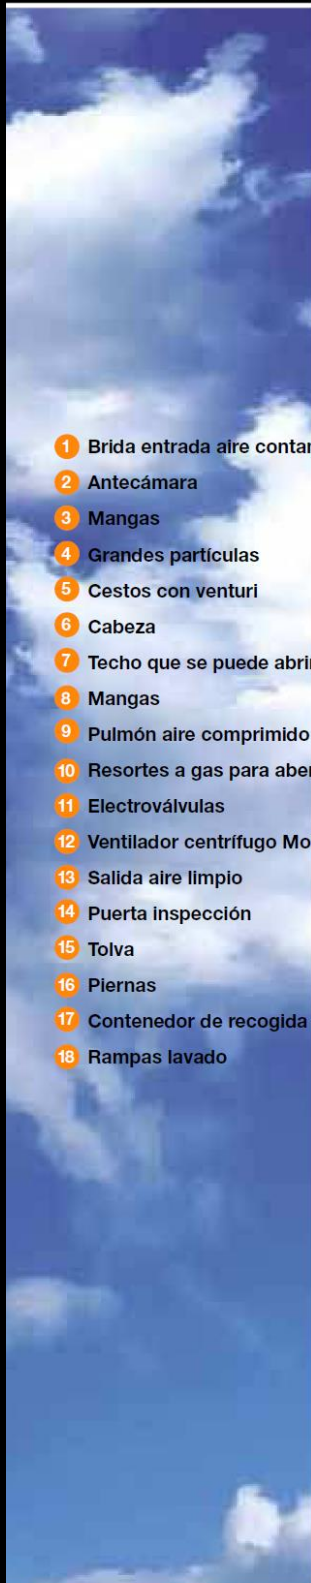 1 Brida entrada aire contar
2 Antecámara
3 Mangas
4 Grandes partículas
5 Cestos con venturi
6 Cabeza
7 Techo que se puede abrir
8 Mangas
9 Pulmón aire comprimido
10 Resortes a gas para aber
11 Electroválvulas
12 Ventilador centrífugo Mo
13 Salida aire limpio
14 Puerta inspección
15 Tolva
16 Piernas
17 Contenedor de recogida
18 Rampas lavado